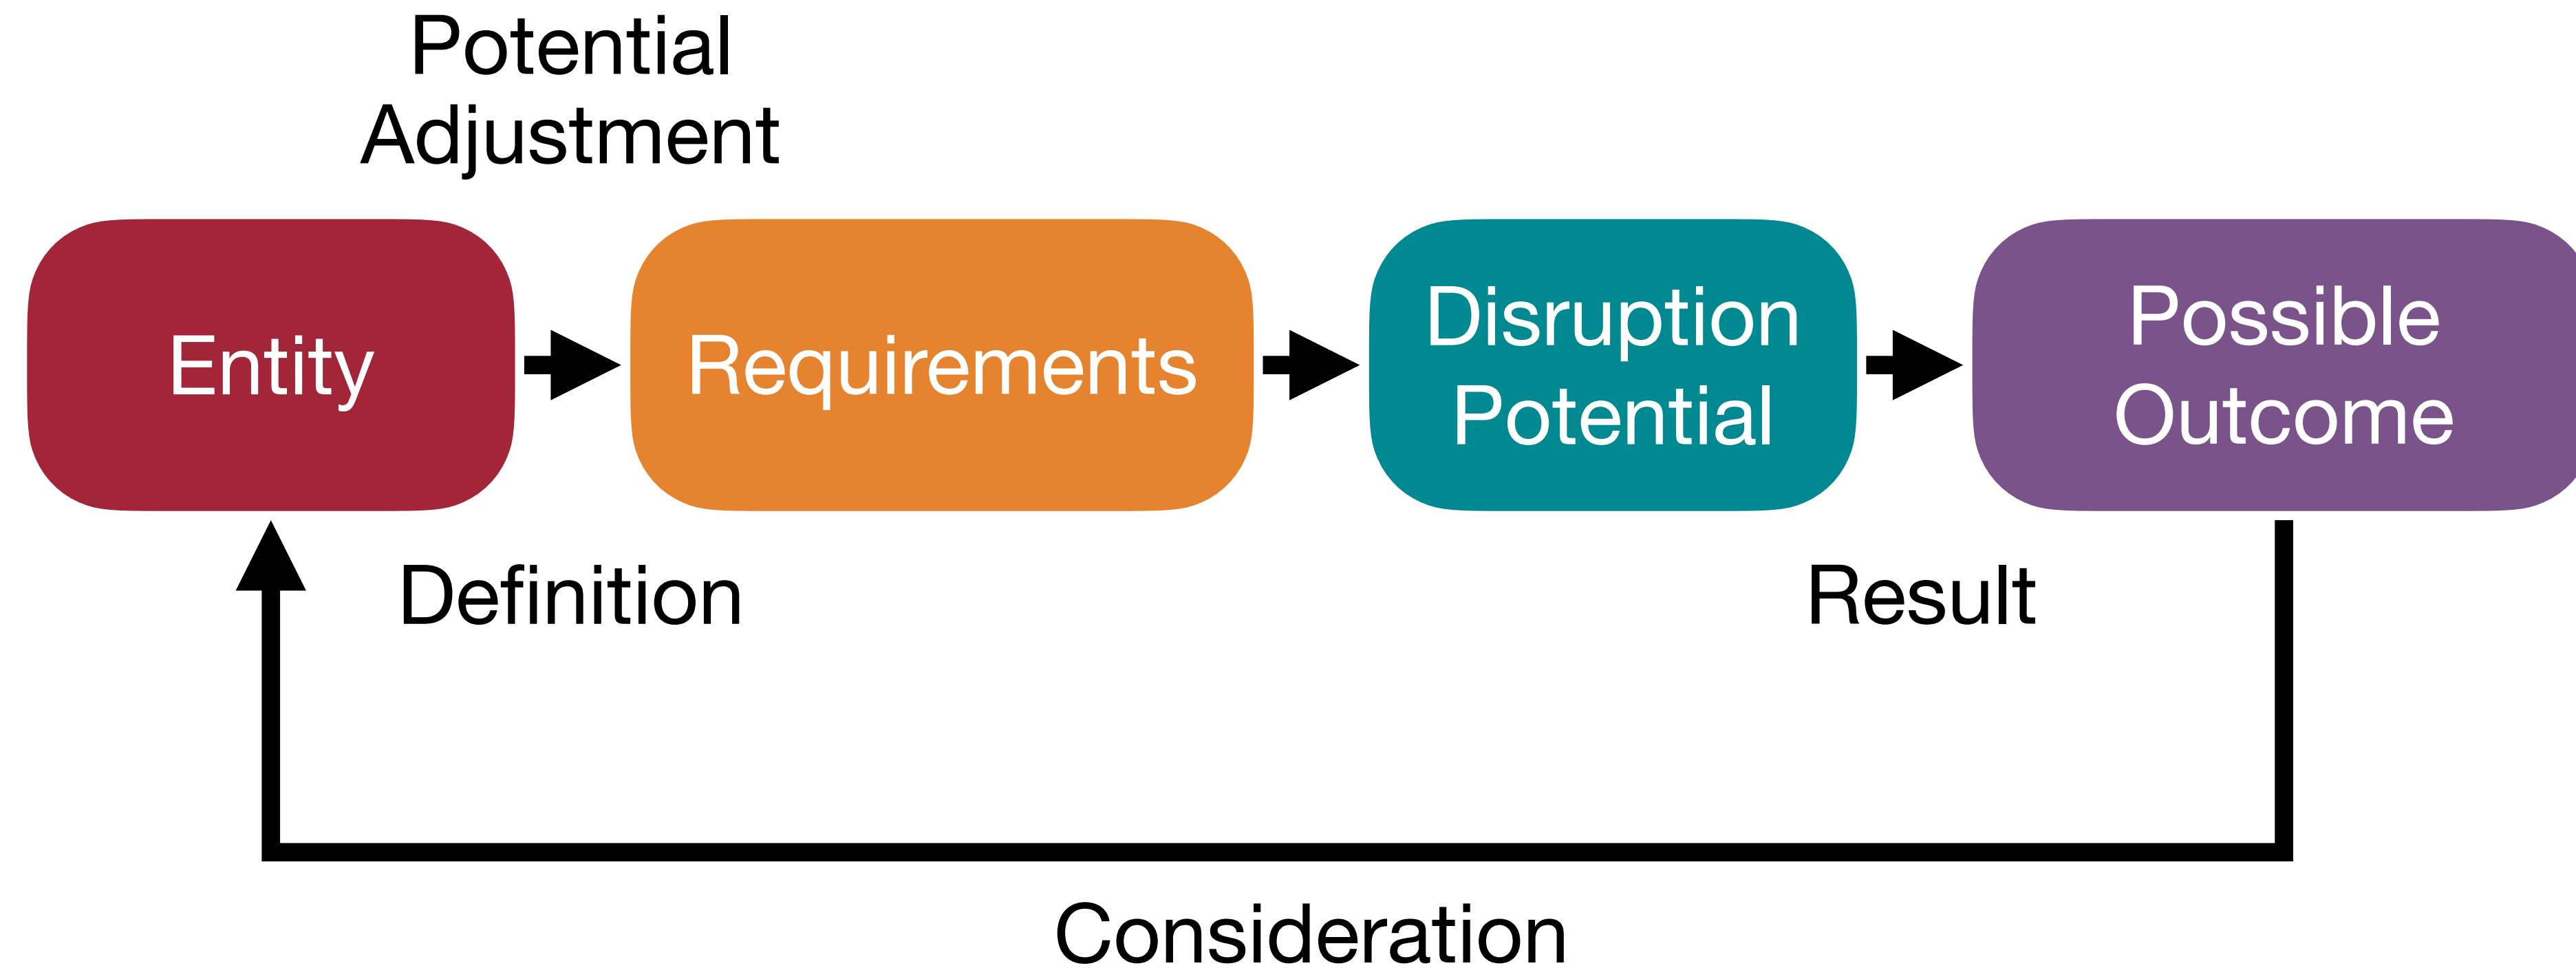 Potential
Adjustment
Entity
Requirements
Disruption
Potential
Possible
Outcome
Definition
Result
Consideration